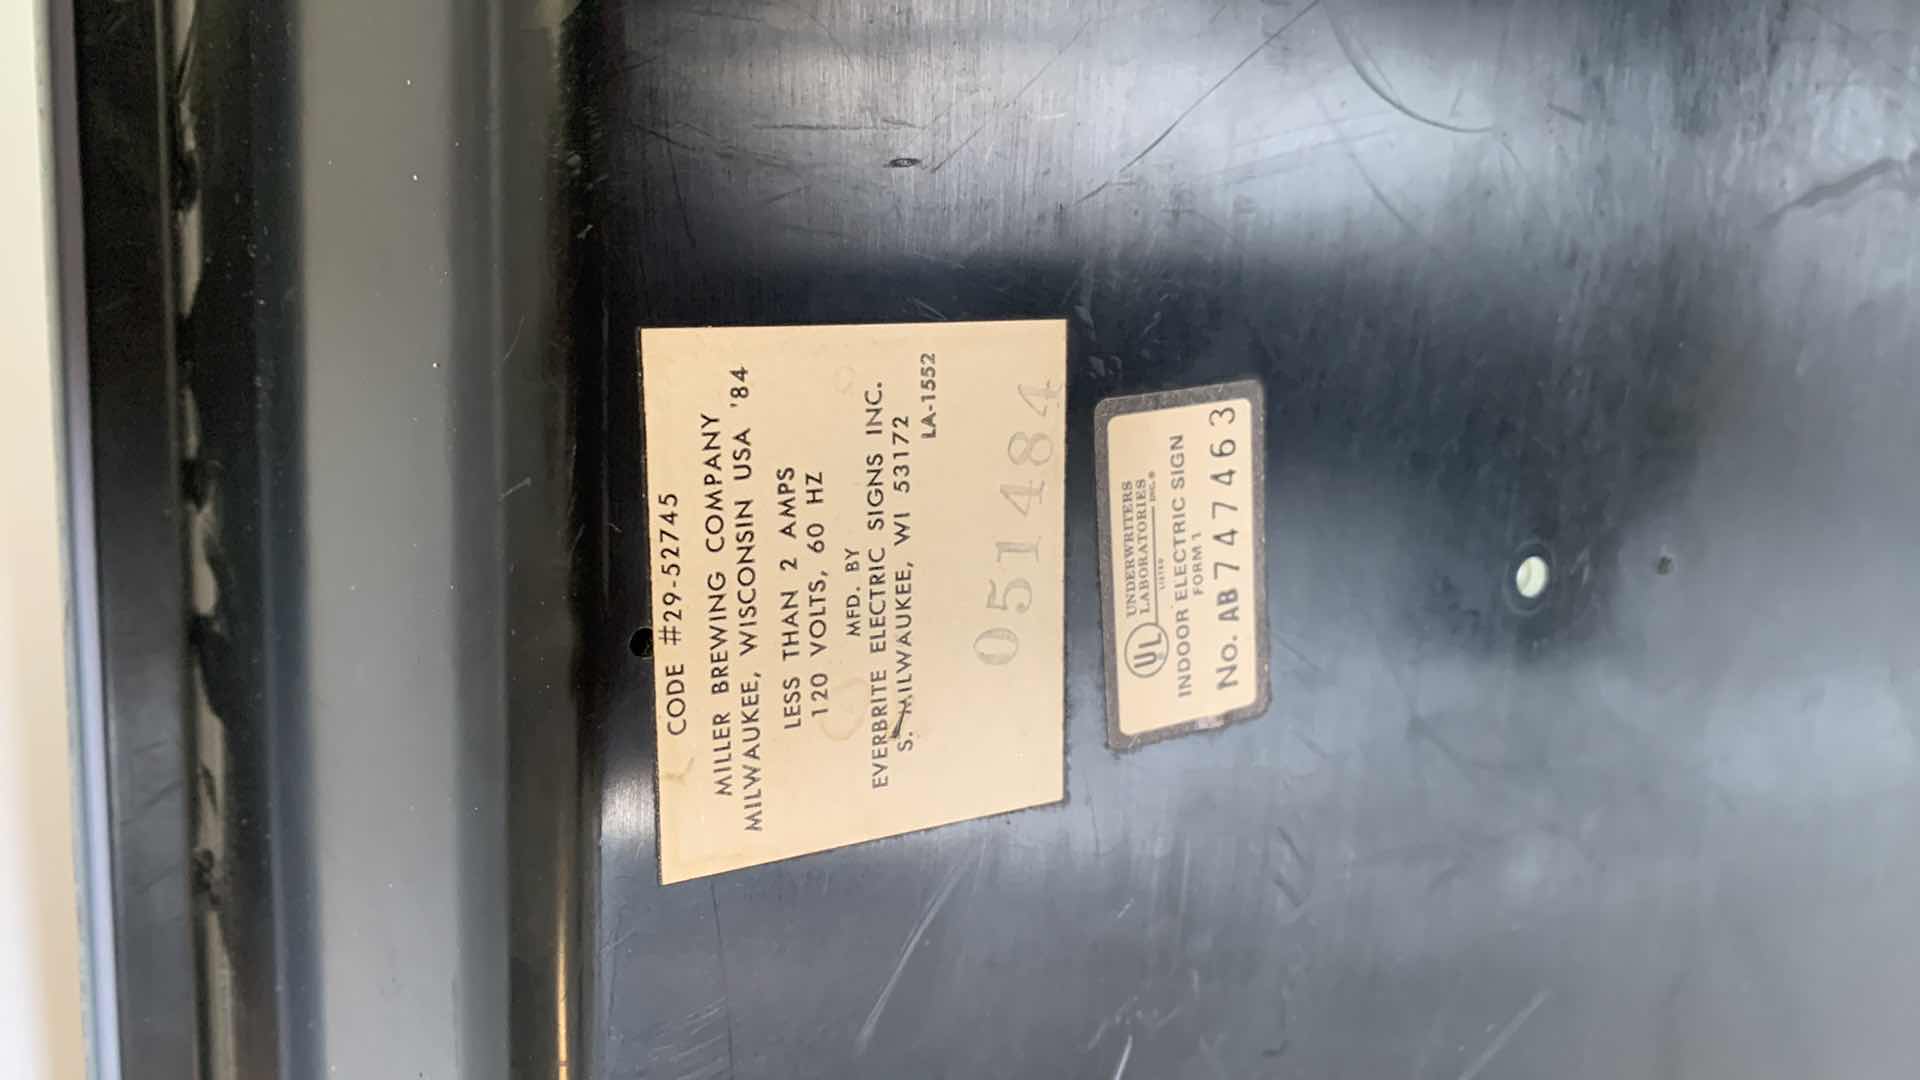 CODE #29-52745
MILLER BREWING COMPANY
MILWAUKEE, WISCONSIN USA '84
LESS THAN 2 AMPS
120 VOLTS, 60 HZ
MFD. BY
EVERBRITE ELECTRIC SIGNS INC.
S. MILWAUKEE, WI 53172
LA-1552
051484
UL
UNDERWRITERS
LABORATORIES
INC.®
LISTED
INDOOR ELECTRIC SIGN
FORM 1
No. AB747463